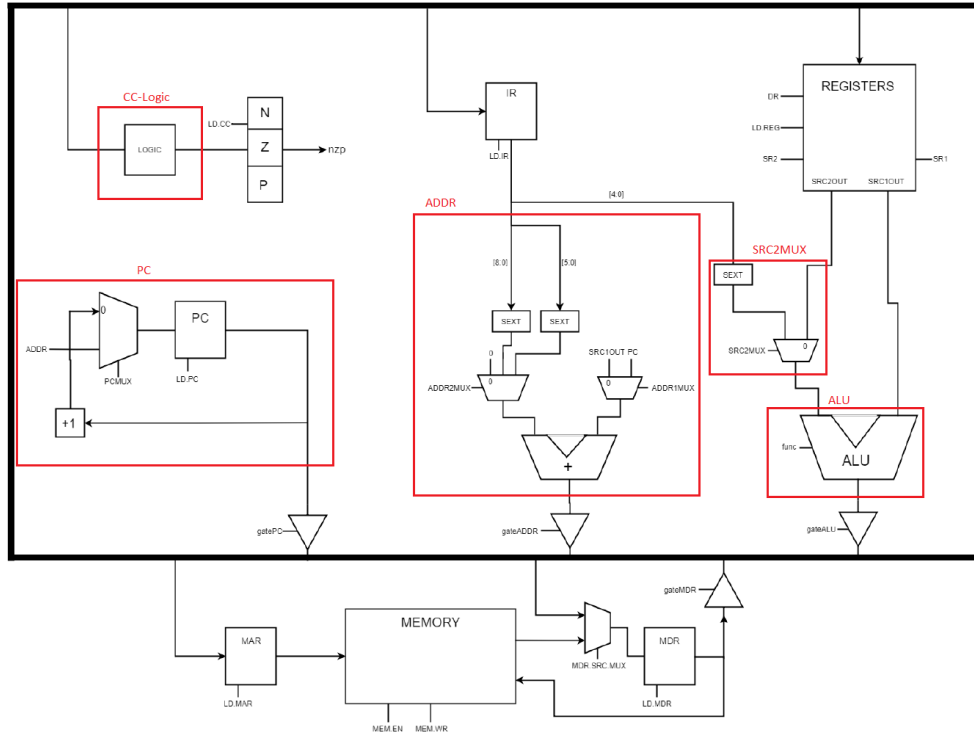 IR
REGISTERS
CC-Logic
N
DR
LD.CC
LD.REG
LOGIC
Z
nzp
LD.IR
SR2
SR1
P
SRC2OUT
SRC1OUT
[4:0]
ADDR
SRC2MUX
[8:0]
[5:0]
PC
SEXT
0
PC
SEXT
SEXT
ADDR
SRC2MUX
0
0
SRC1OUT PC
PCMUX
LD.PC
ADDR2MUX
0
0
ADDR1MUX
ALU
+1
func
ALU
+
gatePC
gateADDR
gateALU
gateMDR
MEMORY
MAR
MDR
MDR.SRC.MUX
LD.MAR
LD.MDR
MEM.EN
MEM.WR